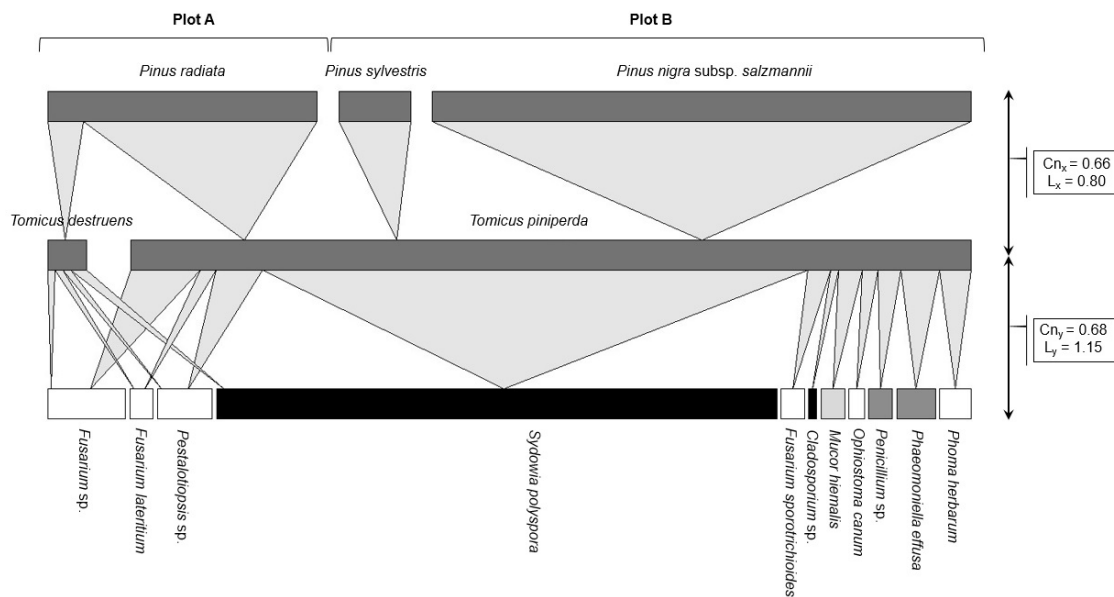 Plot A
Plot B
Pinus radiata
Pinus sylvestris
Pinus nigra subsp. salzmannii
Cnx = 0.66
Lx = 0.80
Tomicus destruens
Tomicus piniperda
Cny = 0.68
Ly = 1.15
Fusarium sp.
Fusarium lateritium
Pestalotiopsis sp.
Sydowia polyspora
Fusarium sporotrichioides
Cladosporium sp.
Mucor hiemalis
Ophiostoma canum
Penicillium sp.
Phaeomoniella effusa
Phoma herbarum